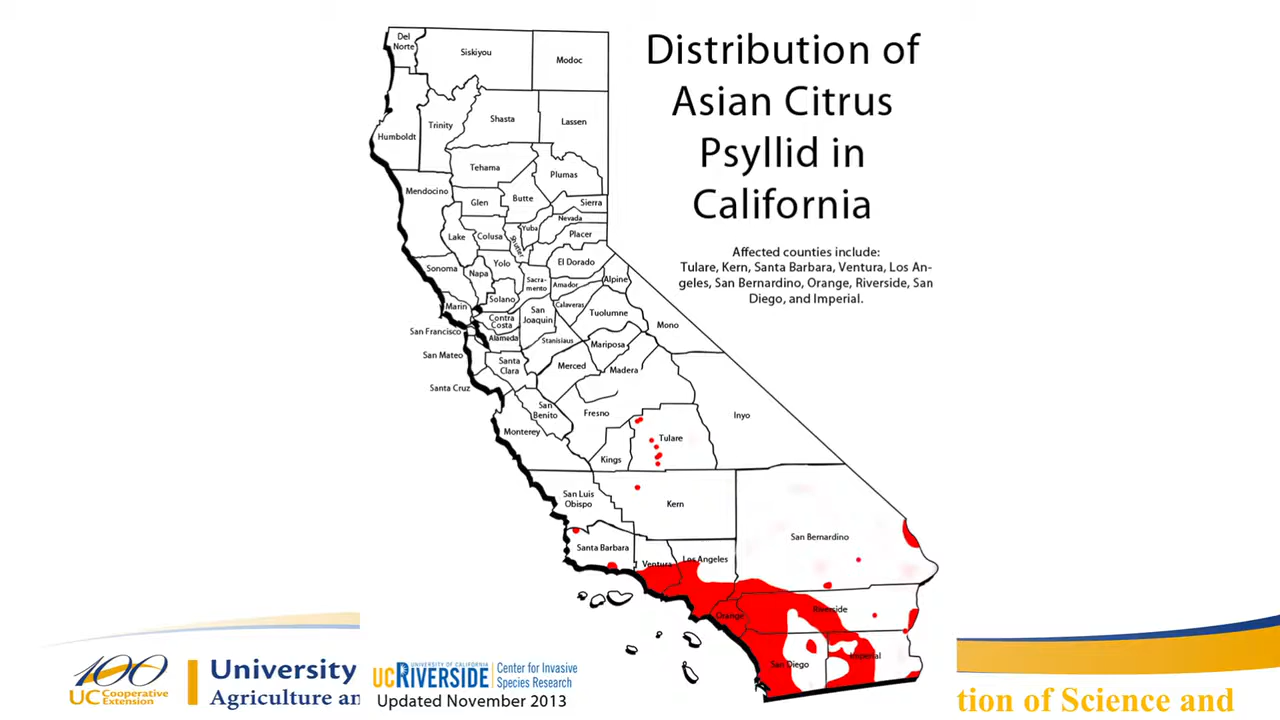 Distribution of
Asian Citrus
Psyllid in
California
Affected counties include:
Tulare, Kern, Santa Barbara, Ventura, Los An-
geles, San Bernardino, Orange, Riverside, San
Diego, and Imperial.
Del
Norte
Siskiyou
Modoc
Humboldt
Trinity
Shasta
Lassen
Tehama
Plumas
Mendocino
Glen
Butte
Sierra
Nevada
Yuba
Placer
Lake
Colusa
El Dorado
Sonoma
Napa
Yolo
Sacra-
mento
Amador
Alpine
Marin
Solano
Calaveras
Tuolumne
Contra
Costa
San
Joaquin
Mono
San Francisco
Alameda
Stanislaus
Mariposa
San Mateo
Santa
Clara
Merced
Madera
Santa Cruz
San
Benito
Fresno
Inyo
Monterey
Tulare
Kings
San Luis
Obispo
Kern
San Bernardino
Santa Barbara
Ventura
Los Angeles
Orange
Riverside
San Diego
Imperial
100
UC Cooperative
Extension
University
Agriculture an
UNIVERSITY OF CALIFORNIA
UCRIVERSIDE
Center for Invasive
Species Research
Updated November 2013
tion of Science and